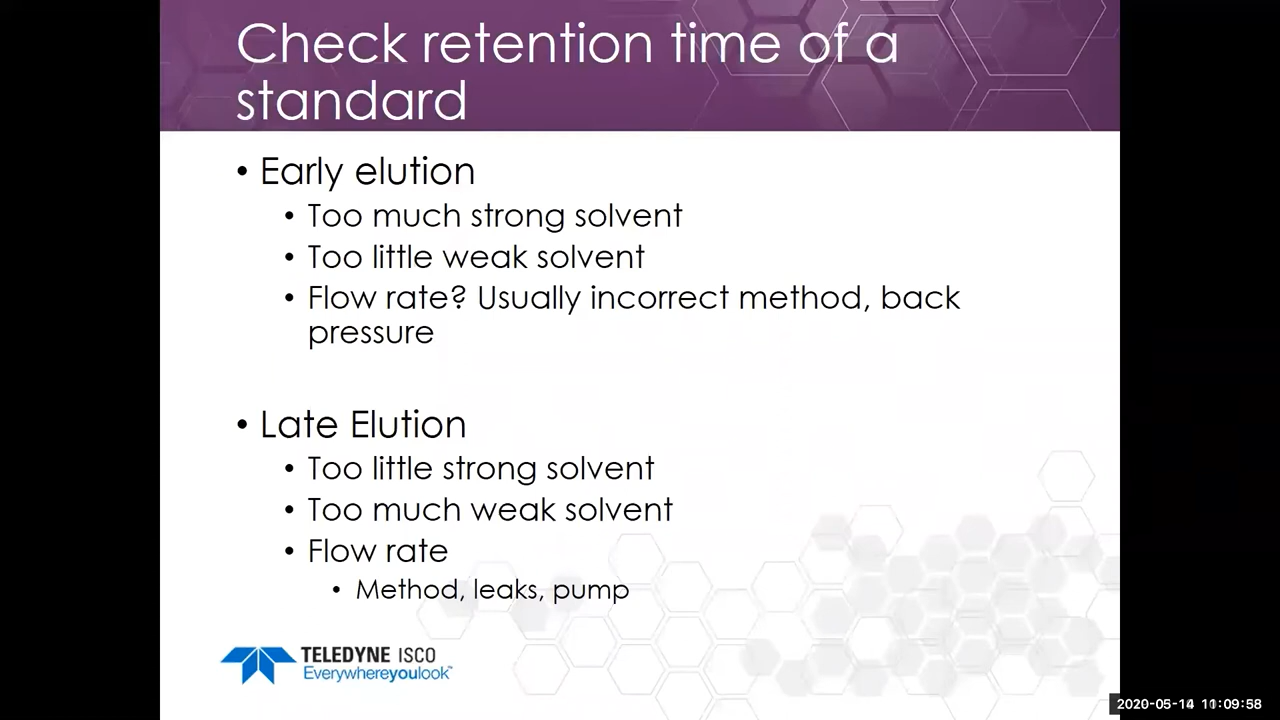 Check retention time of a
standard
• Early elution
• Too much strong solvent
• Too little weak solvent
• Flow rate? Usually incorrect method, back
pressure
• Late Elution
• Too little strong solvent
• Too much weak solvent
• Flow rate
• Method, leaks, pump
TELEDYNE ISCO
Everywhereyoulook™
2020-05-14 11:09:58